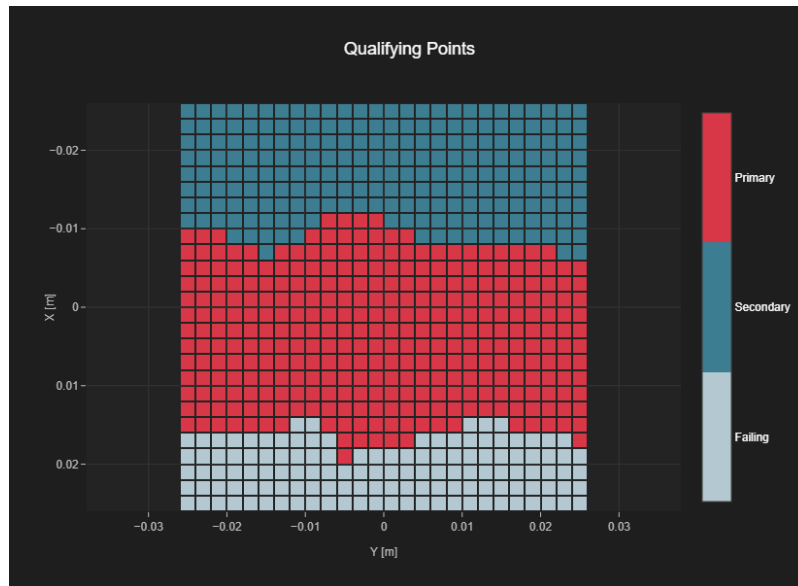 Qualifying Points
−0.02
−0.01
0
0.01
0.02
X [m]
−0.03
−0.02
−0.01
0
0.01
0.02
0.03
Y [m]
Primary
Secondary
Failing